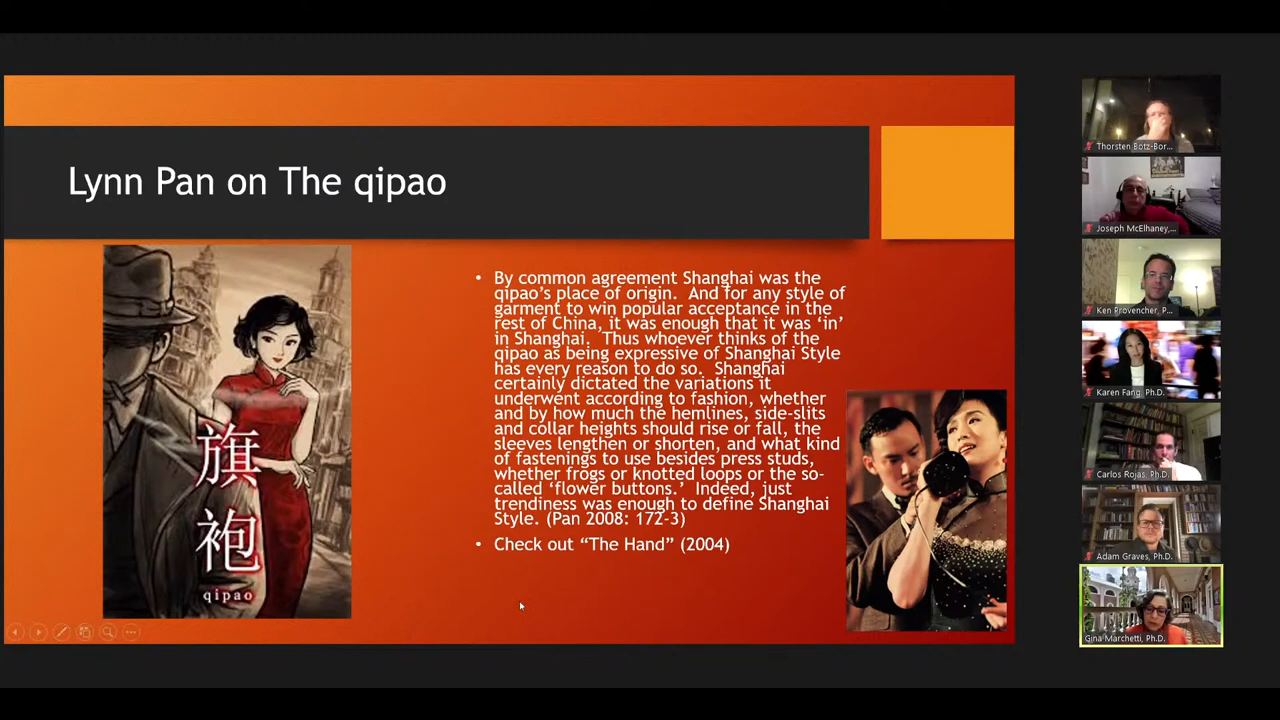 Lynn Pan on The qipao
旗
袍
qipao
• By common agreement Shanghai was the
qipao’s place of origin. And for any style of
garment to win popular acceptance in the
rest of China, it was enough that it was ‘in’
in Shanghai. Thus whoever thinks of the
qipao as being expressive of Shanghai Style
has every reason to do so. Shanghai
certainly dictated the variations it
underwent according to fashion, whether
and by how much the hemlines, side-slits
and collar heights should rise or fall, the
sleeves lengthen or shorten, and what kind
of fastenings to use besides press studs,
whether frogs or knotted loops or the so-
called ‘flower buttons.’ Indeed, just
trendiness was enough to define Shanghai
Style. (Pan 2008: 172-3)
• Check out “The Hand” (2004)
Thorsten Botz-Bor...
Joseph McElhaney,...
Ken Provencher, P...
Karen Fang, Ph.D.
Carlos Rojas, Ph.D.
Adam Graves, Ph.D.
Gina Marchetti, Ph.D.